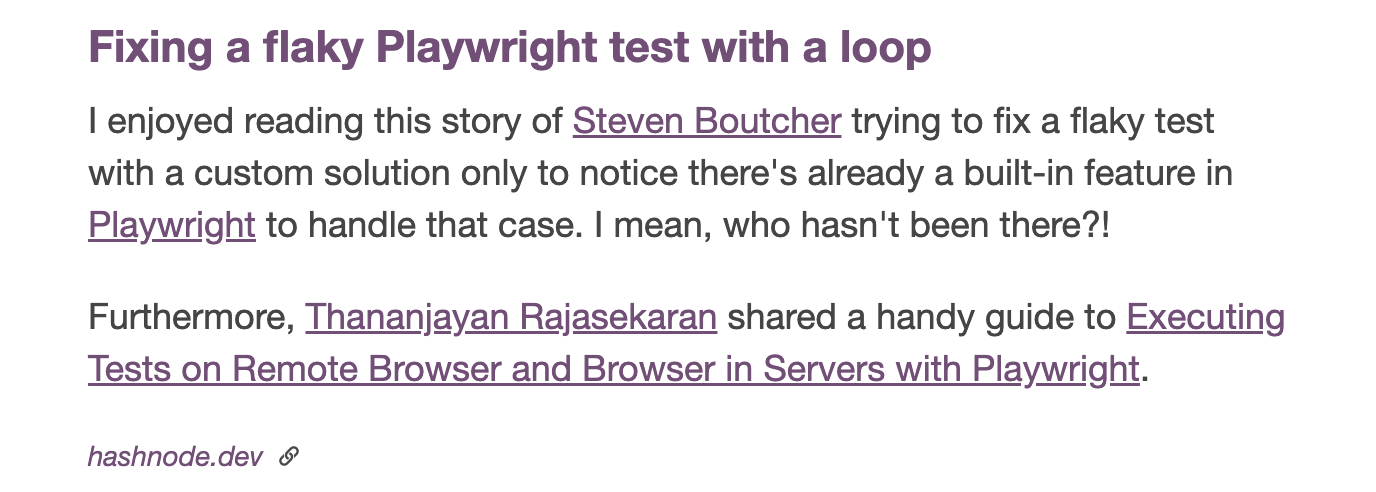 Fixing a flaky Playwright test with a loop
I enjoyed reading this story of Steven Boutcher trying to fix a flaky test
with a custom solution only to notice there's already a built-in feature in
Playwright to handle that case. I mean, who hasn't been there?!
Furthermore, Thananjayan Rajasekaran shared a handy guide to Executing
Tests on Remote Browser and Browser in Servers with Playwright.
hashnode.dev